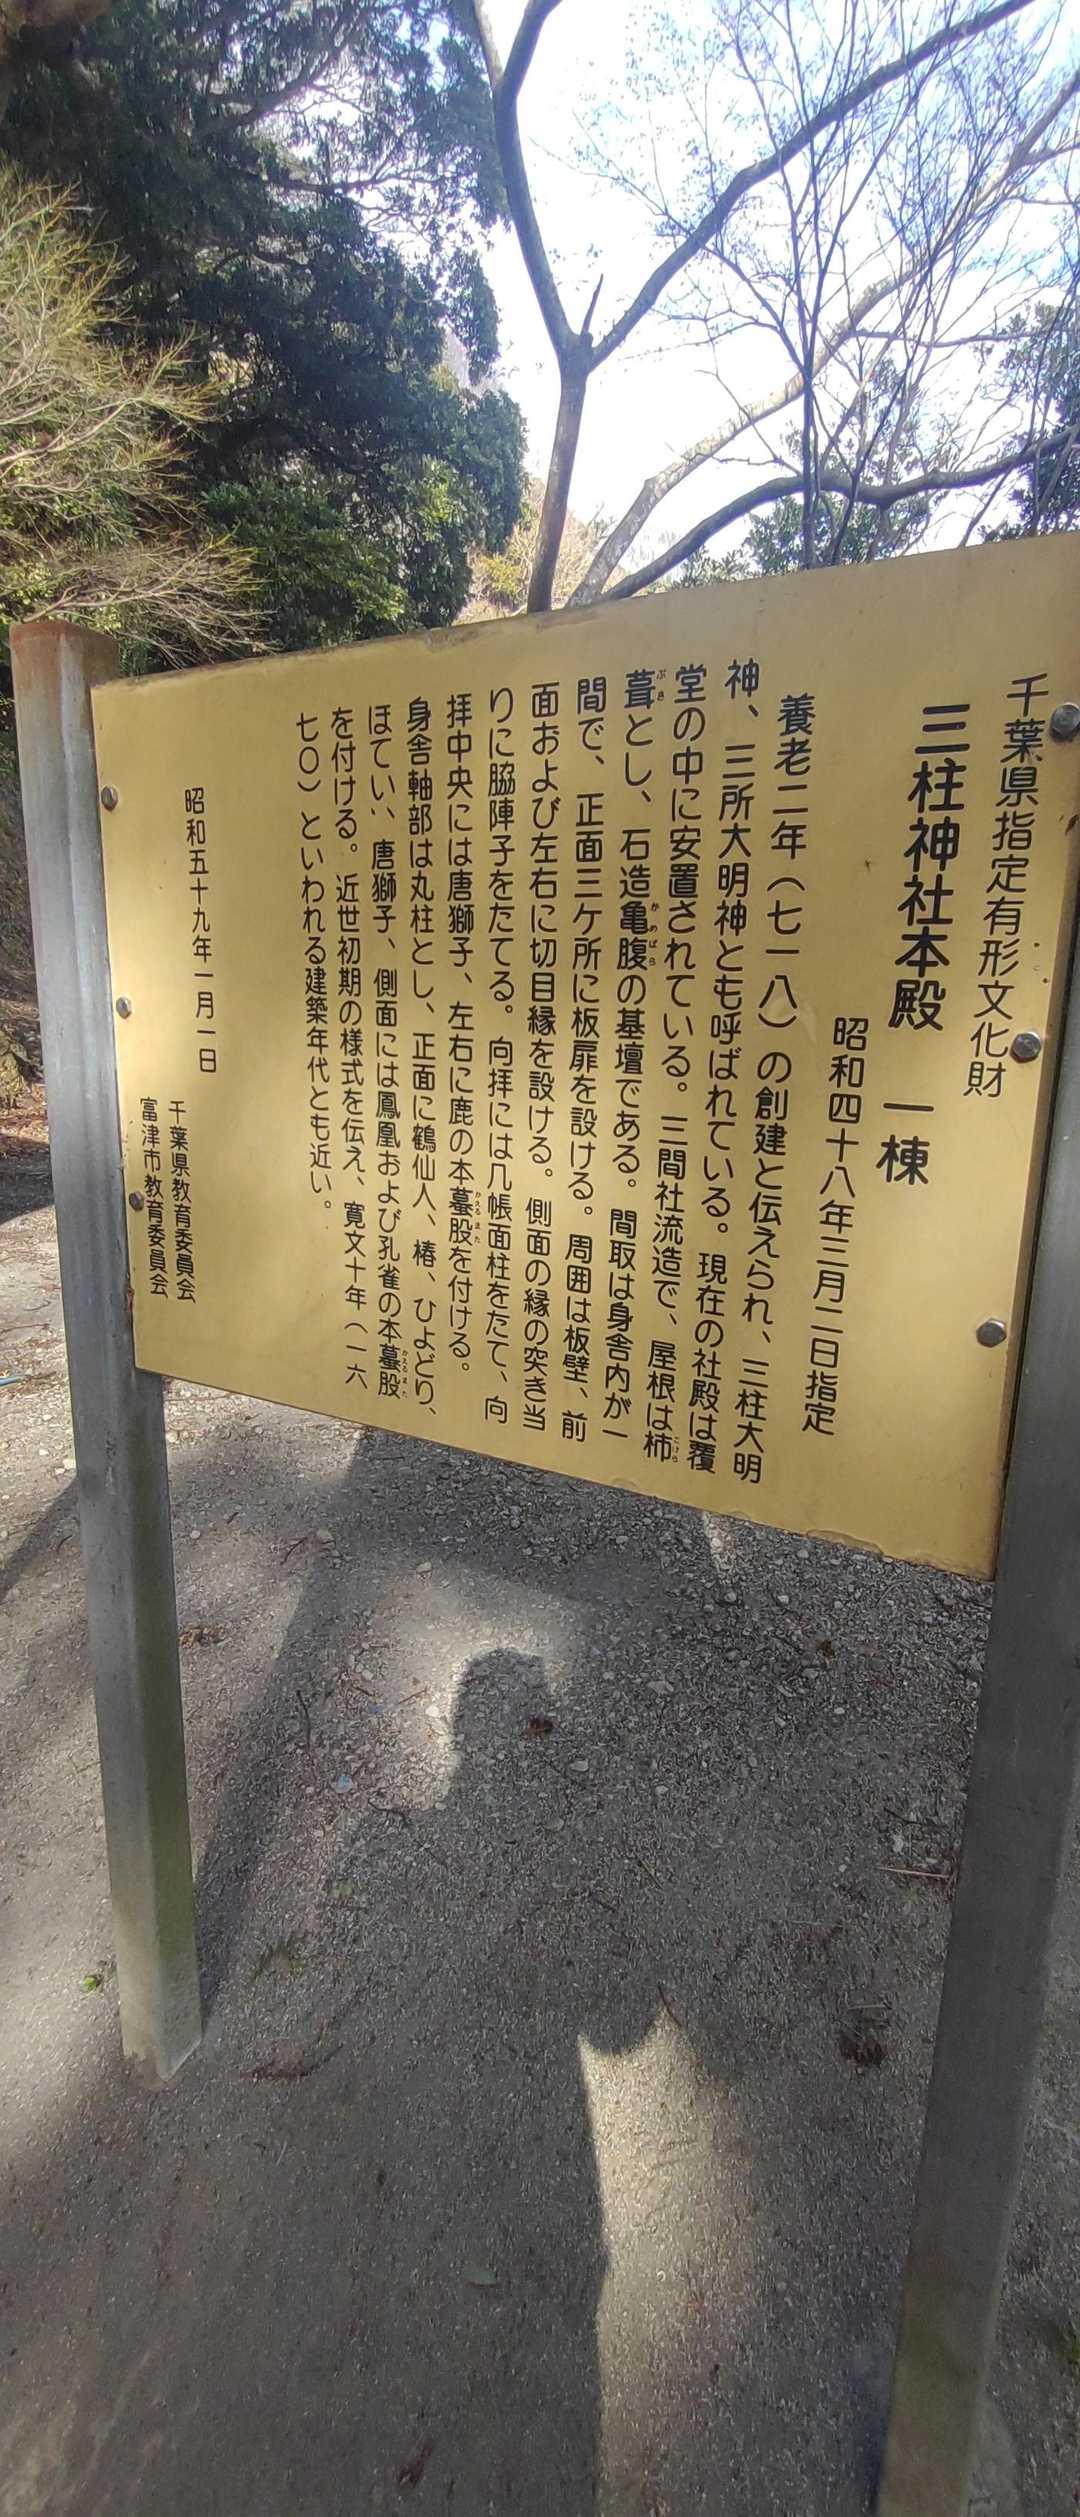 千葉県指定有形文化財
三柱神社本殿　一棟
昭和四十八年三月二日指定
養老二年（七一八）の創建と伝えられ、三柱大明
神、三所大明神とも呼ばれている。現在の社殿は覆
堂の中に安置されている。三間社流造で、屋根は柿
葺とし、石造亀腹の基壇である。間取は身舎内が一
間で、正面三ケ所に板扉を設ける。周囲は板壁、前
面および左右に切目縁を設ける。側面の縁の突き当
りに脇陣子をたてる。向拝には几帳面柱をたて、向
拝中央には唐獅子、左右に鹿の本蟇股を付ける。
身舎軸部は丸柱とし、正面に鶴仙人、椿、ひよどり、
ほてい、唐獅子、側面には鳳凰および孔雀の本蟇股
を付ける。近世初期の様式を伝え、寛文十年（一六
七〇）といわれる建築年代とも近い。
昭和五十九年一月一日
千葉県教育委員会
富津市教育委員会